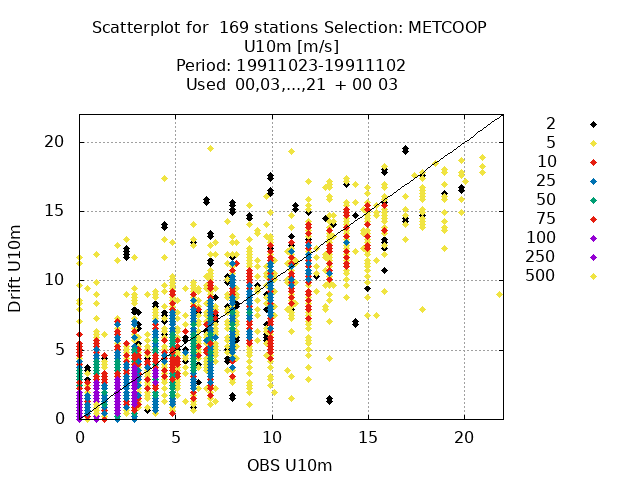 Scatterplot for  169 stations Selection: METCOOP
U10m [m/s]
Period: 19911023-19911102
Used  00,03,...,21  + 00 03
Drift U10m
20
15
10
5
0
0 5 10 15 20
OBS U10m
2
5
10
25
50
75
100
250
500